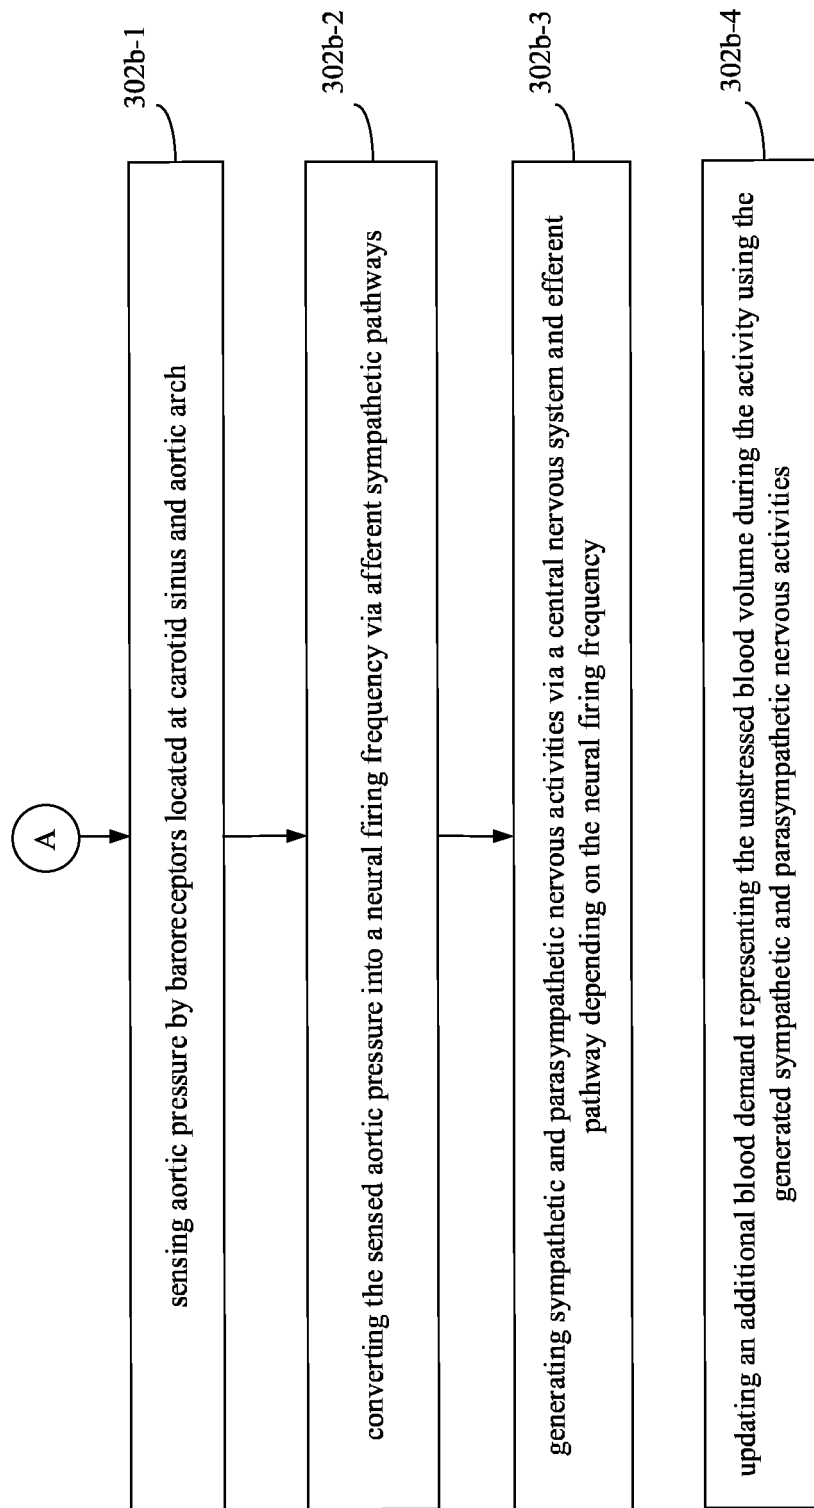 A
302b-1
sensing aortic pressure by baroreceptors located at carotid sinus and aortic arch
302b-2
converting the sensed aortic pressure into a neural firing frequency via afferent sympathetic pathways
302b-3
generating sympathetic and parasympathetic nervous activities via a central nervous system and efferent
pathway depending on the neural firing frequency
302b-4
updating an additional blood demand representing the unstressed blood volume during the activity using the
generated sympathetic and parasympathetic nervous activities